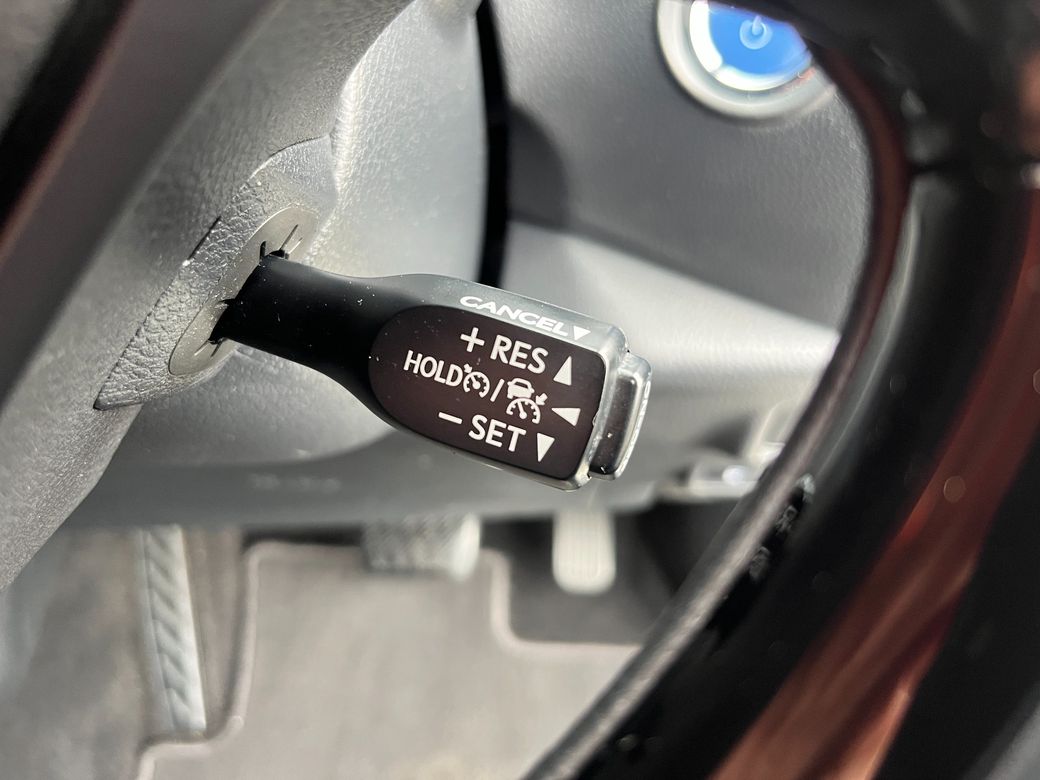 CANCEL
+ RES
HOLD /
− SET